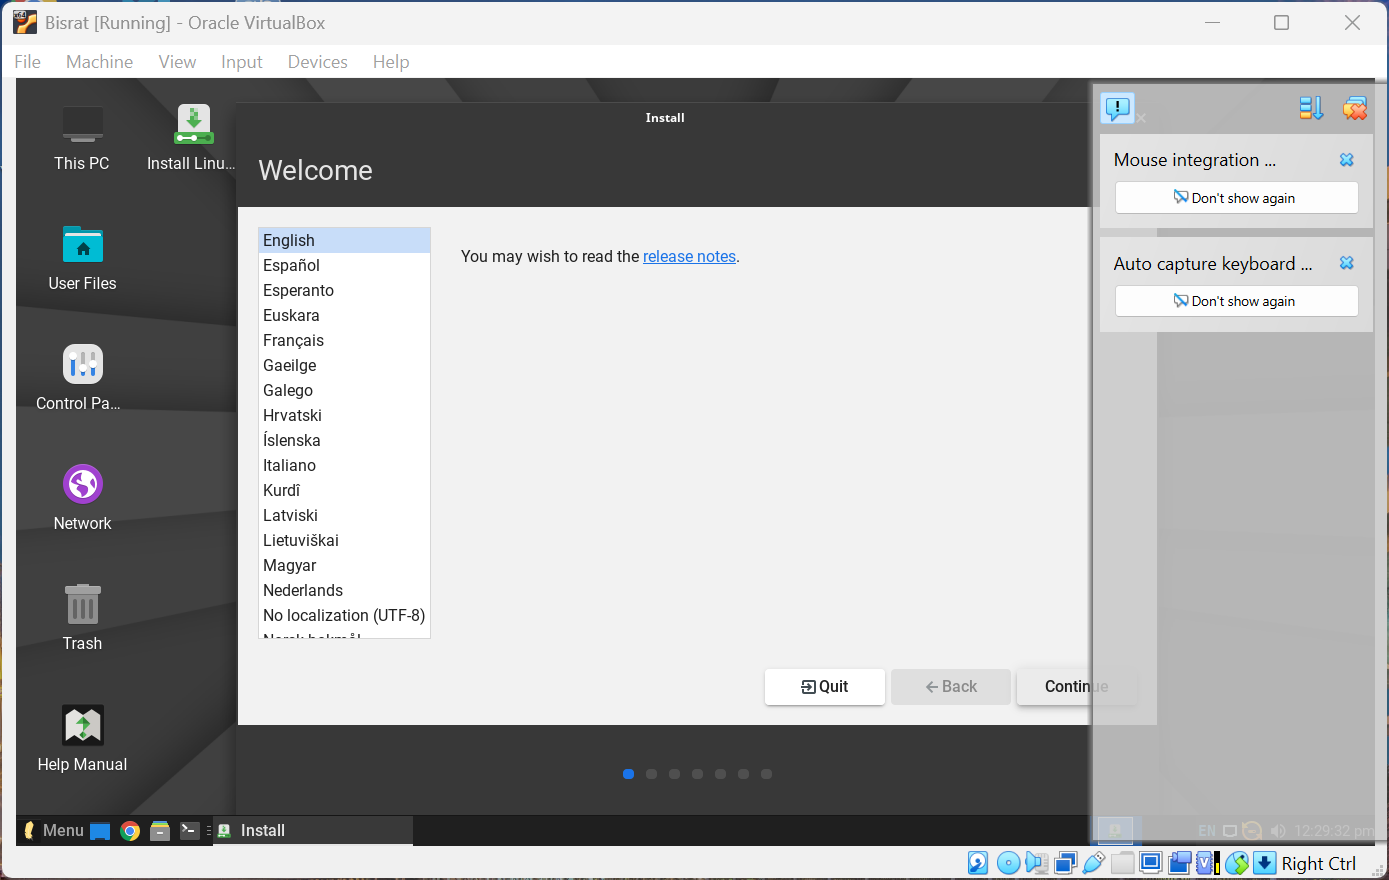 Bisrat [Running] - Oracle VirtualBox
File Machine View Input Devices Help
This PC
Install Linu...
User Files
Control Pa...
Network
Trash
Help Manual
Install
Welcome
English
Español
Esperanto
Euskara
Français
Gaeilge
Galego
Hrvatski
Íslenska
Italiano
Kurdî
Latviski
Lietuviškai
Magyar
Nederlands
No localization (UTF-8)
Norsk bokmål
You may wish to read the release notes.
Quit
Back
Continue
Mouse integration ...
Don't show again
Auto capture keyboard ...
Don't show again
Menu
Install
EN
12:29:32 pm
Right Ctrl